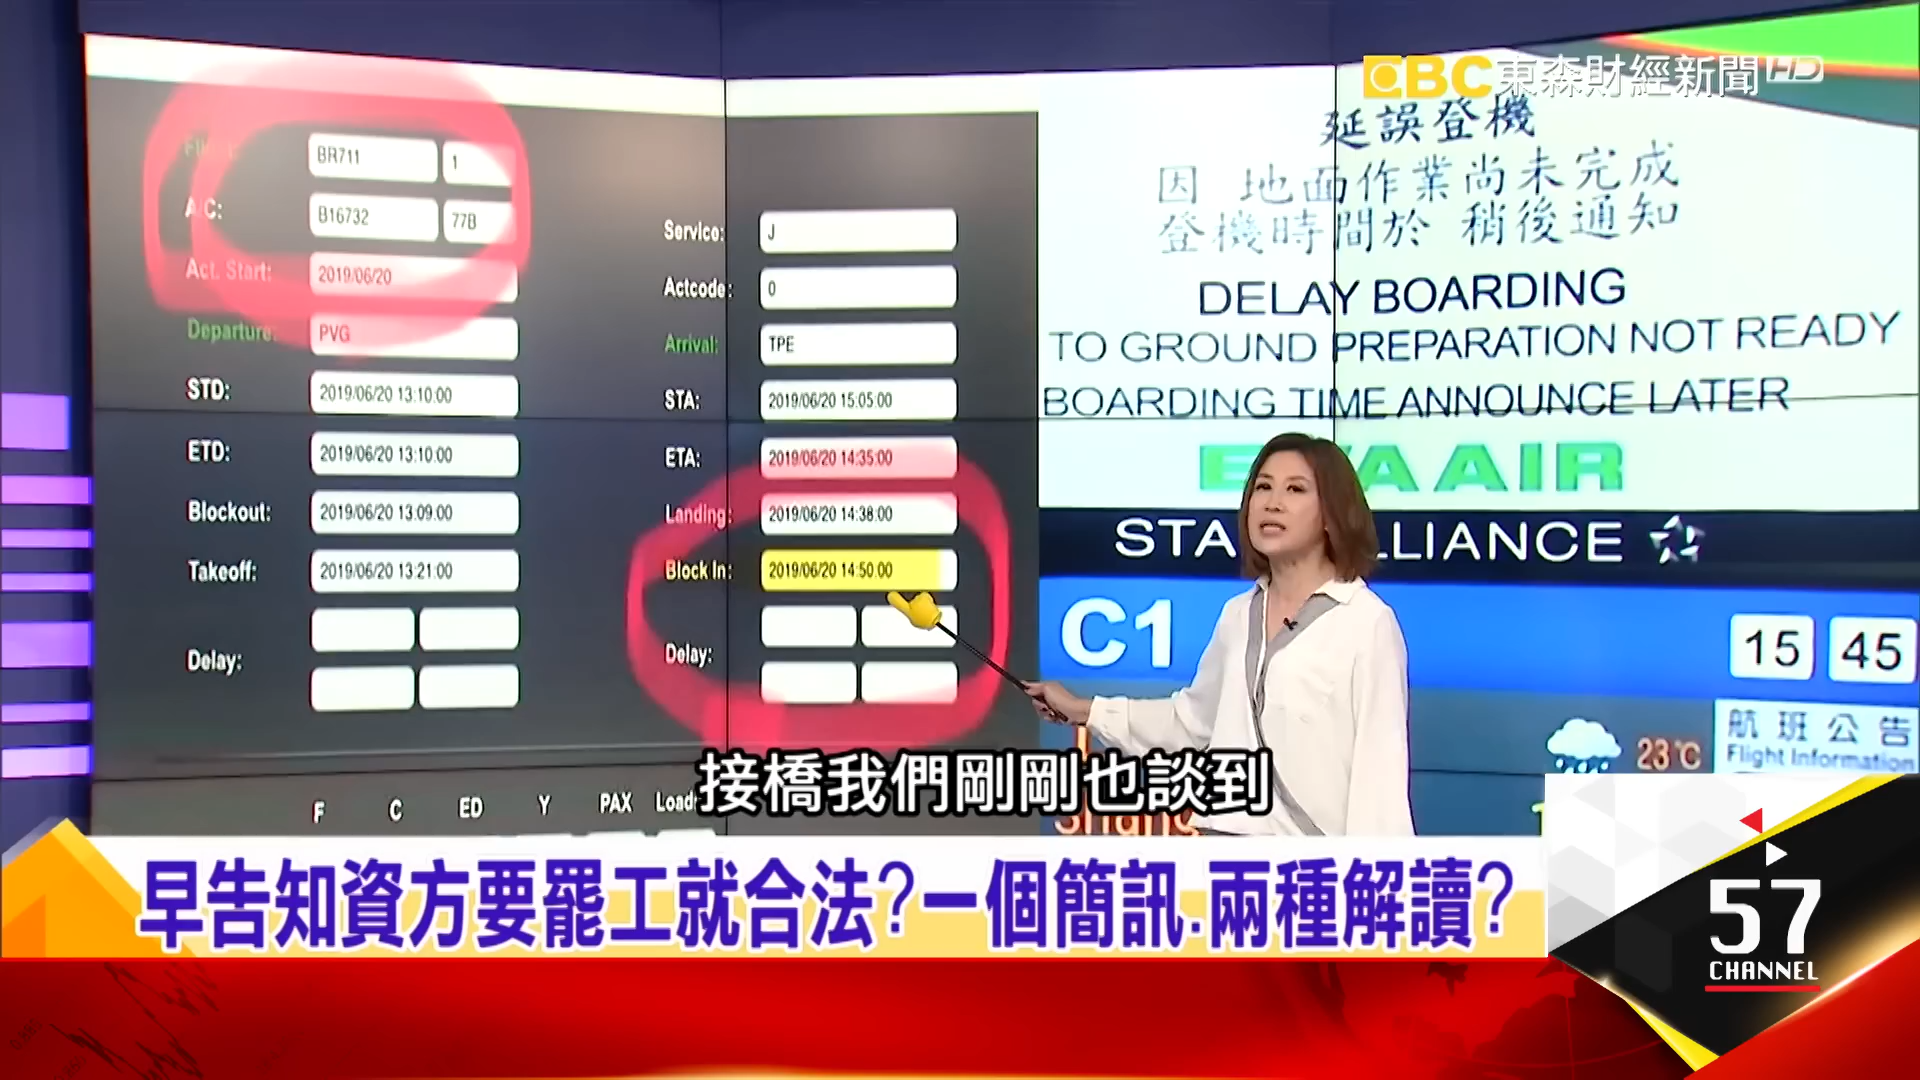 EBC 東森財經新聞 HD
BR711 1
A/C: B16732 77B
Act. Start: 2019/06/20
Departure: PVG
STD: 2019/06/20 13:10:00
ETD: 2019/06/20 13:10:00
Blockout: 2019/06/20 13:09:00
Takeoff: 2019/06/20 13:21:00
Delay:
Service: J
Actcode: 0
Arrival: TPE
STA: 2019/06/20 15:05:00
ETA: 2019/06/20 14:35:00
Landing: 2019/06/20 14:38:00
Block In: 2019/06/20 14:50:00
Delay:
F C ED Y PAX Load
延誤登機
因 地面作業尚未完成
登機時間於 稍後通知
DELAY BOARDING
TO GROUND PREPARATION NOT READY
BOARDING TIME ANNOUNCE LATER
EVA AIR
STAR ALLIANCE
C1 15 45
23°C
航班公告
Flight Information
接橋我們剛剛也談到
早告知資方要罷工就合法?一個簡訊.兩種解讀?
57
CHANNEL